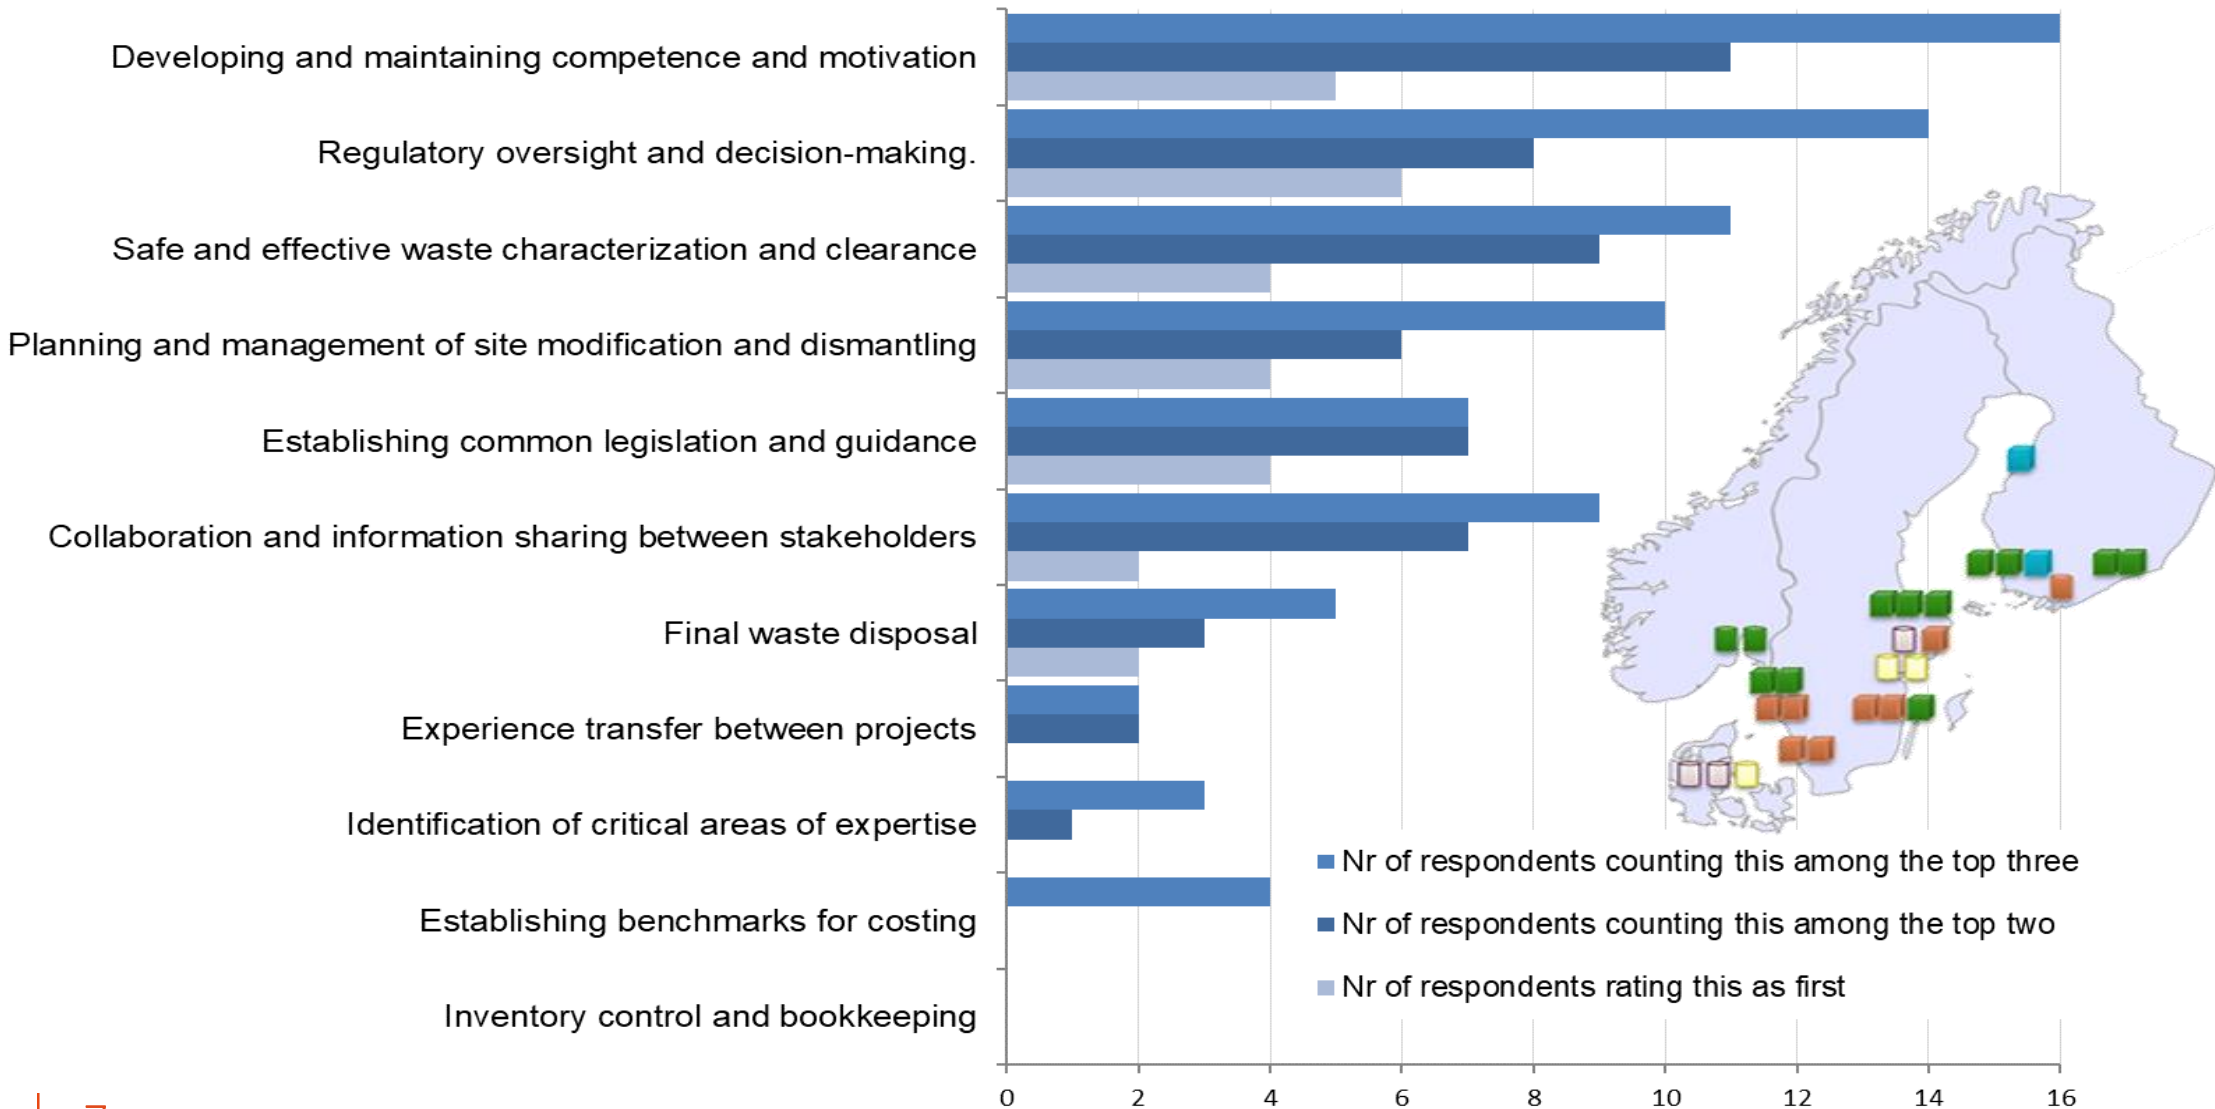 Developing and maintaining competence and motivation
Regulatory oversight and decision-making.
Safe and effective waste characterization and clearance
Planning and management of site modification and dismantling
Establishing common legislation and guidance
Collaboration and information sharing between stakeholders
Final waste disposal
Experience transfer between projects
Identification of critical areas of expertise
Establishing benchmarks for costing
Inventory control and bookkeeping
Nr of respondents counting this among the top three
Nr of respondents counting this among the top two
Nr of respondents rating this as first
0 2 4 6 8 10 12 14 16